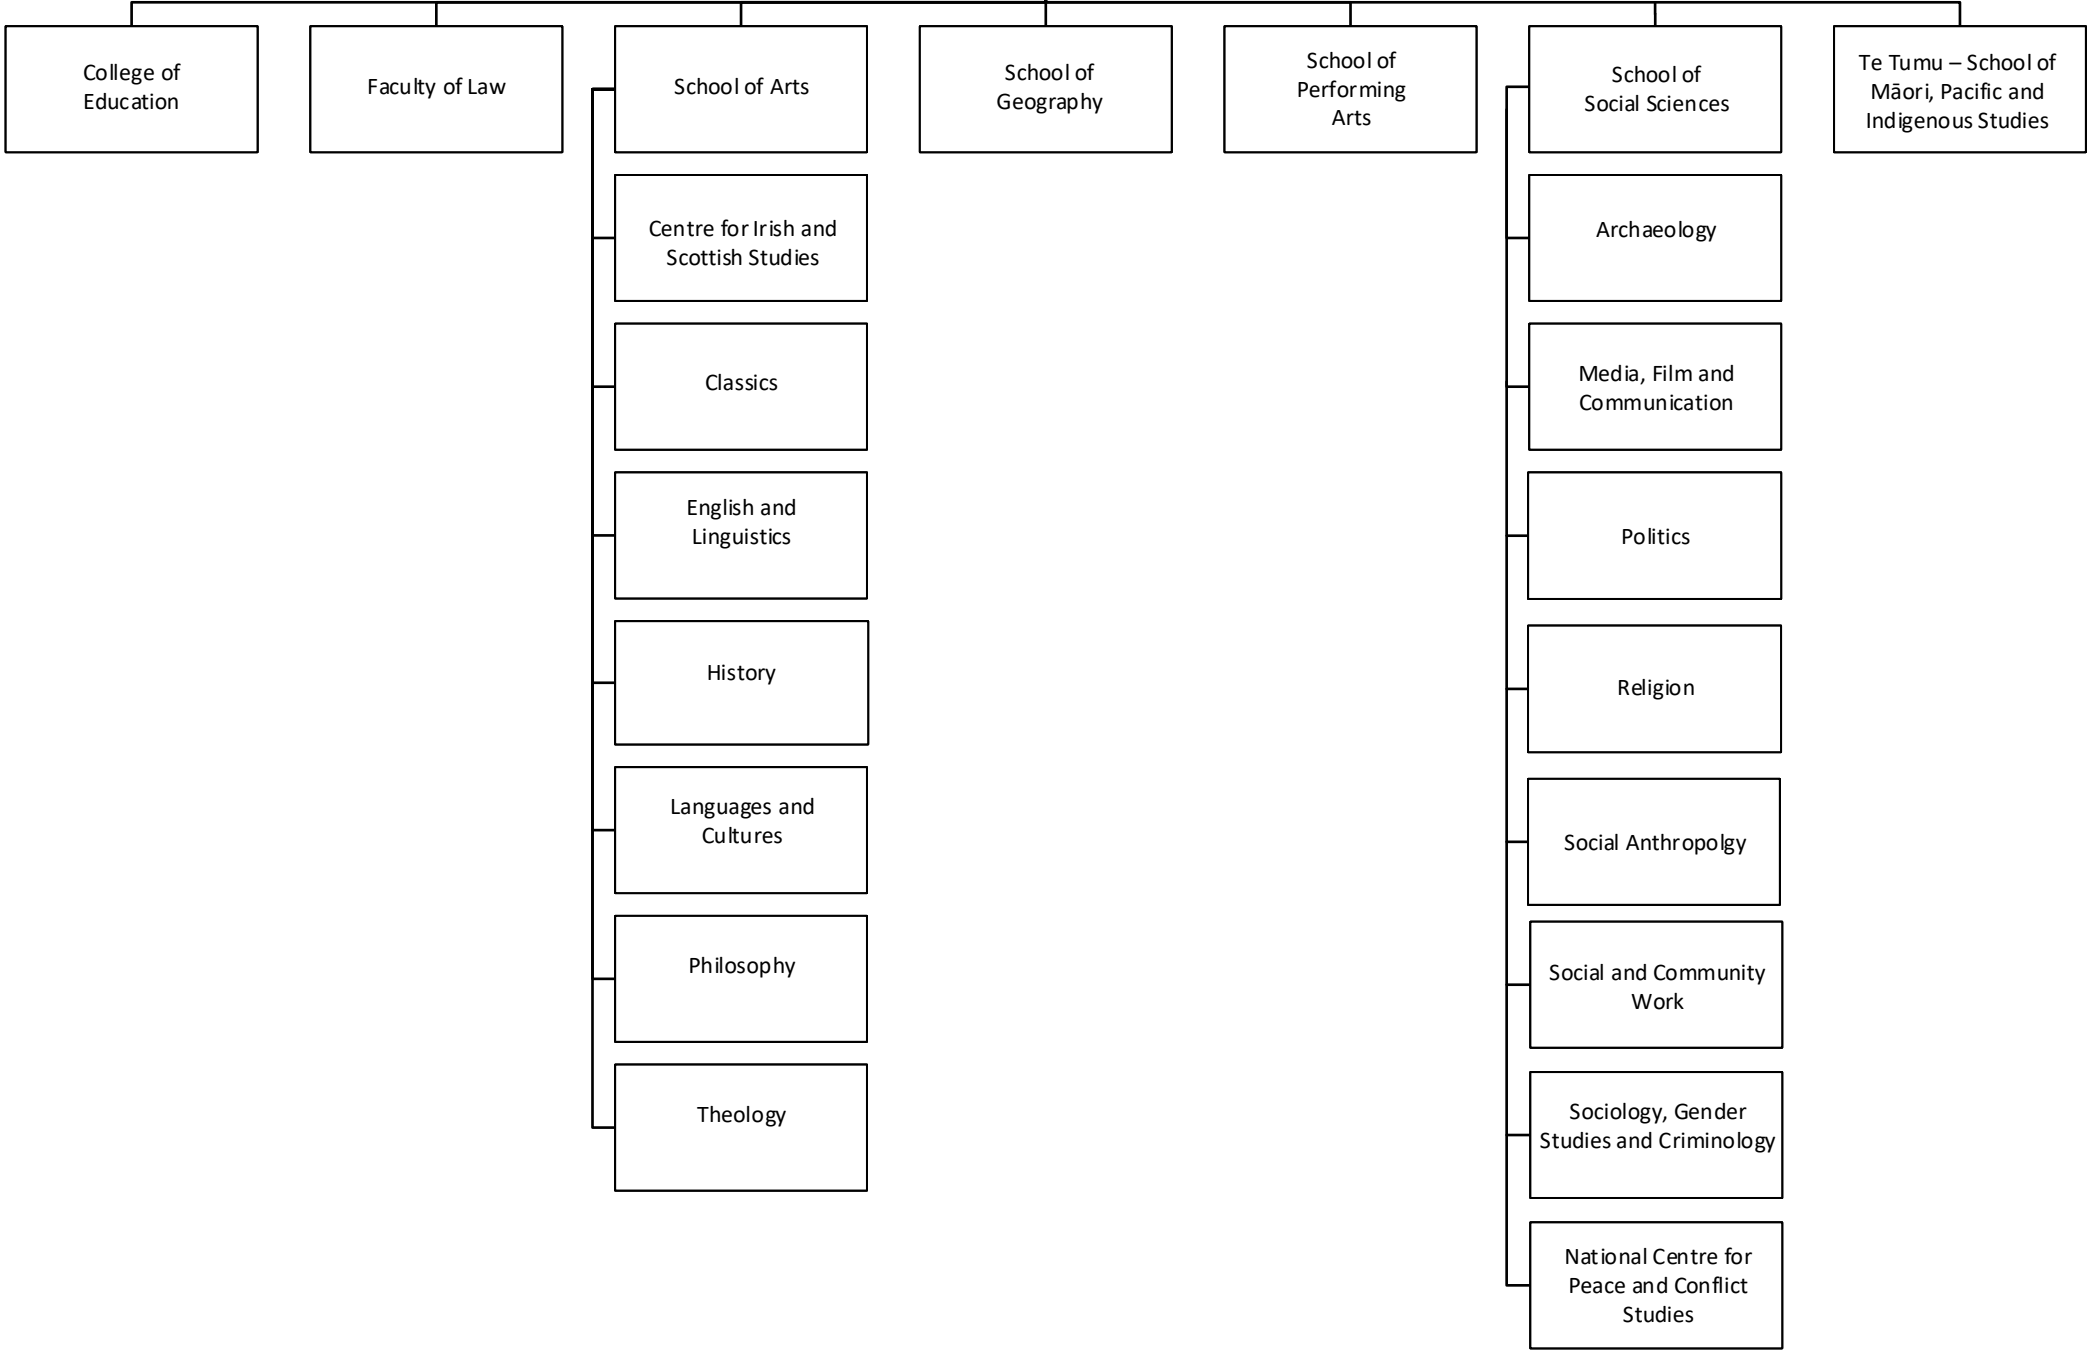 College of
Education
Faculty of Law
School of Arts
School of
Geography
School of
Performing
Arts
School of
Social Sciences
Te Tumu – School of
Māori, Pacific and
Indigenous Studies
Centre for Irish and
Scottish Studies
Classics
English and
Linguistics
History
Languages and
Cultures
Philosophy
Theology
Archaeology
Media, Film and
Communication
Politics
Religion
Social Anthropolgy
Social and Community
Work
Sociology, Gender
Studies and Criminology
National Centre for
Peace and Conflict
Studies